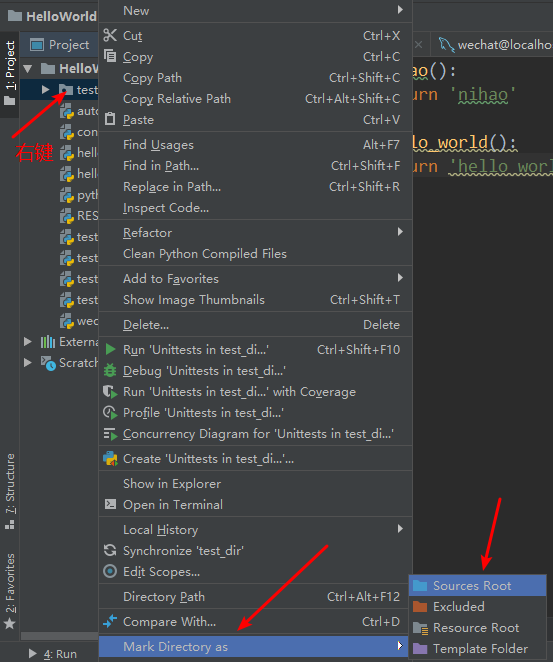 HelloWorld
Project
wechat@localho
1: Project
HelloW
test
右键
auto
con
hello
hello
pyth
RES
test
test
test
test
wec
Externa
Scratch
New
Cut Ctrl+X
Copy Ctrl+C
Copy Path Ctrl+Shift+C
Copy Relative Path Ctrl+Alt+Shift+C
Paste Ctrl+V
Find Usages Alt+F7
Find in Path... Ctrl+Shift+F
Replace in Path... Ctrl+Shift+R
Inspect Code...
Refactor
Clean Python Compiled Files
Add to Favorites
Show Image Thumbnails Ctrl+Shift+T
Delete... Delete
Run 'Unittests in test_di...' Ctrl+Shift+F10
Debug 'Unittests in test_di...'
Run 'Unittests in test_di...' with Coverage
Profile 'Unittests in test_di...'
Concurrency Diagram for 'Unittests in test_di...'
Create 'Unittests in test_di...'...
Show in Explorer
Open in Terminal
Local History
Synchronize 'test_dir'
Edit Scopes...
Directory Path Ctrl+Alt+F12
Compare With... Ctrl+D
Mark Directory as
Sources Root
Excluded
Resource Root
Template Folder
ao():
urn 'nihao'
lo_world():
urn 'hello worl
7: Structure
2: Favorites
4: Run